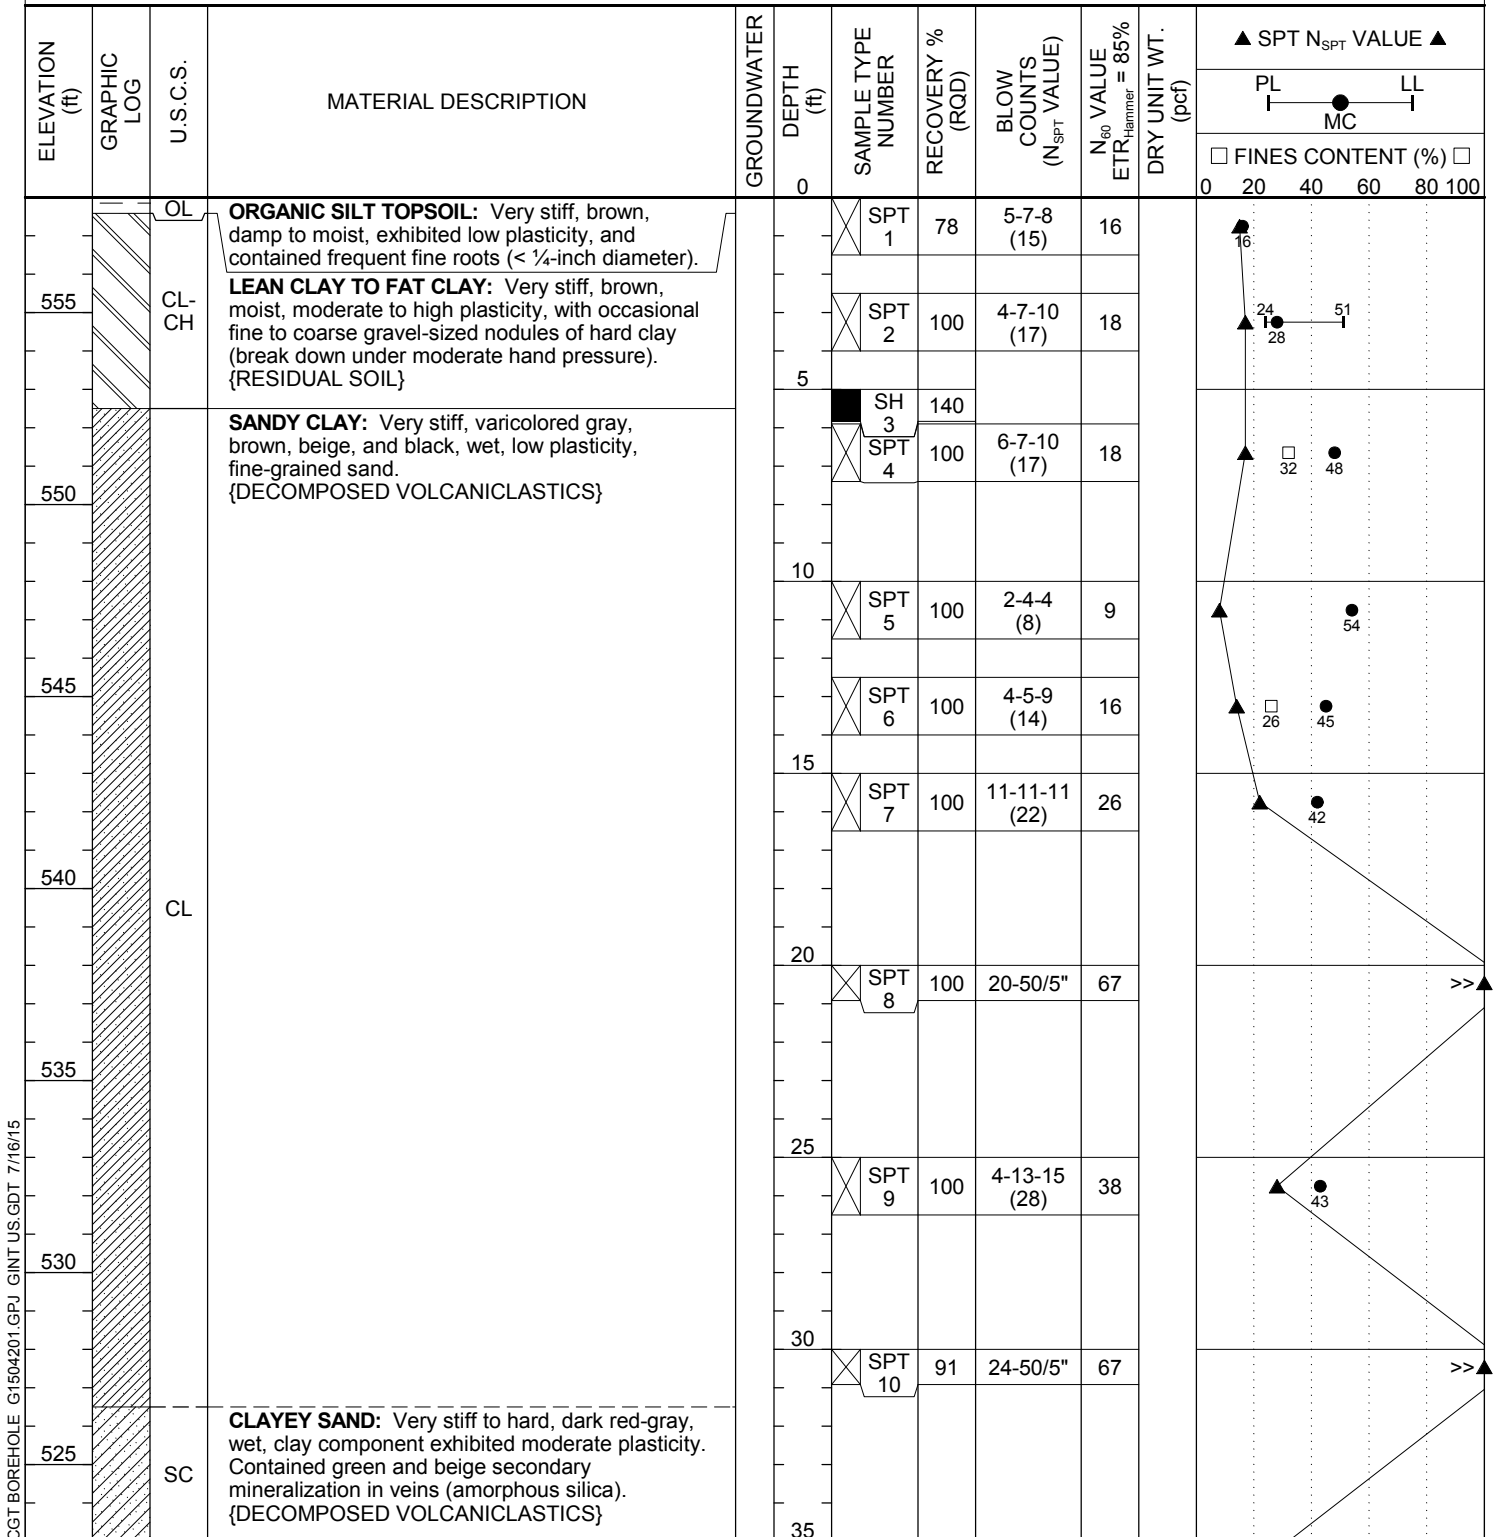 ELEVATION
(ft)
GRAPHIC
LOG
U.S.C.S.
MATERIAL DESCRIPTION
GROUNDWATER
DEPTH
(ft)
SAMPLE TYPE
NUMBER
RECOVERY %
(RQD)
BLOW
COUNTS
(NSPT VALUE)
N60 VALUE
ETRHammer = 85%
DRY UNIT WT.
(pcf)
▲ SPT NSPT VALUE ▲
PL LL
MC
□ FINES CONTENT (%) □
0
0 20 40 60 80 100
OL
ORGANIC SILT TOPSOIL: Very stiff, brown,
damp to moist, exhibited low plasticity, and
contained frequent fine roots (< ¼-inch diameter).
SPT
1
78
5-7-8
(15)
16
16
555
CL-
CH
LEAN CLAY TO FAT CLAY: Very stiff, brown,
moist, moderate to high plasticity, with occasional
fine to coarse gravel-sized nodules of hard clay
(break down under moderate hand pressure).
{RESIDUAL SOIL}
SPT
2
100
4-7-10
(17)
18
24 51
28
5
SH
3
140
SANDY CLAY: Very stiff, varicolored gray,
brown, beige, and black, wet, low plasticity,
fine-grained sand.
{DECOMPOSED VOLCANICLASTICS}
SPT
4
100
6-7-10
(17)
18
32 48
550
10
SPT
5
100
2-4-4
(8)
9
54
545
SPT
6
100
4-5-9
(14)
16
26 45
15
SPT
7
100
11-11-11
(22)
26
42
540
CL
20
SPT
8
100
20-50/5"
67
>>
535
25
SPT
9
100
4-13-15
(28)
38
43
530
30
SPT
10
91
24-50/5"
67
>>
CLAYEY SAND: Very stiff to hard, dark red-gray,
wet, clay component exhibited moderate plasticity.
Contained green and beige secondary
mineralization in veins (amorphous silica).
{DECOMPOSED VOLCANICLASTICS}
525
SC
35
CGT BOREHOLE G1504201.GPJ GINT US.GDT 7/16/15